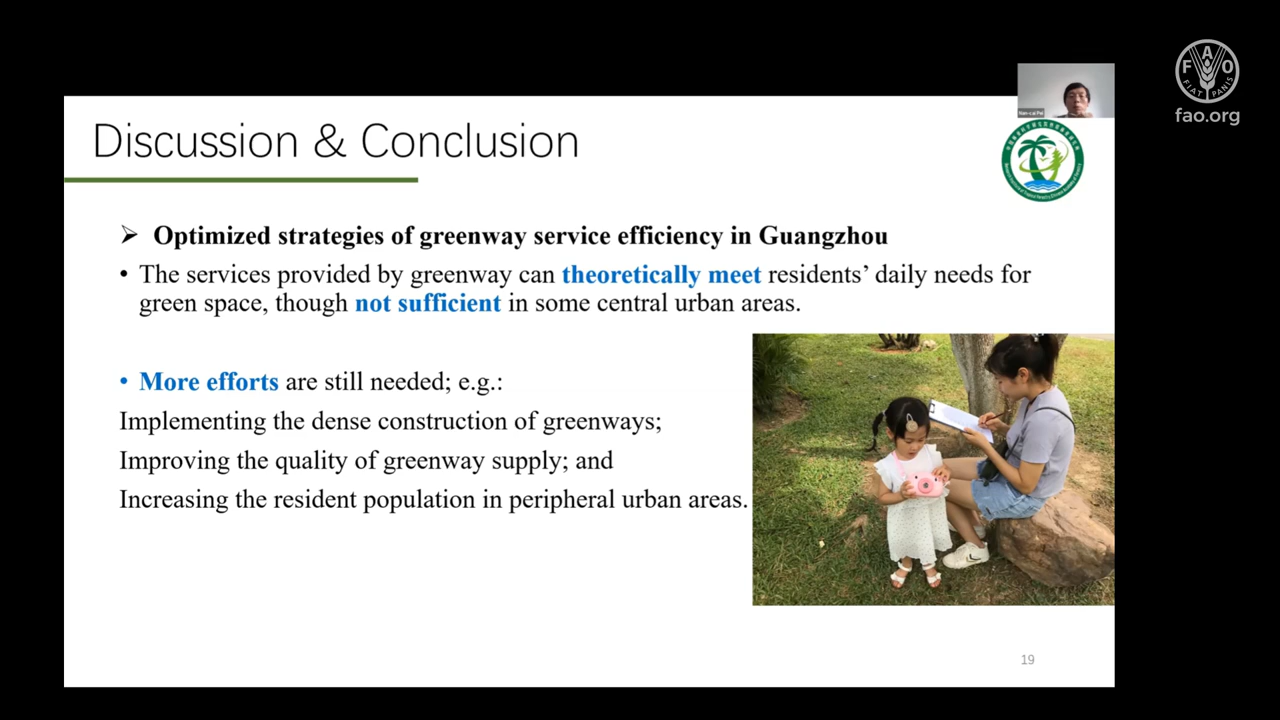 FAO
FIAT PANIS
fao.org
Discussion & Conclusion
➢ Optimized strategies of greenway service efficiency in Guangzhou
• The services provided by greenway can theoretically meet residents’ daily needs for
green space, though not sufficient in some central urban areas.
• More efforts are still needed; e.g.:
Implementing the dense construction of greenways;
Improving the quality of greenway supply; and
Increasing the resident population in peripheral urban areas.
19